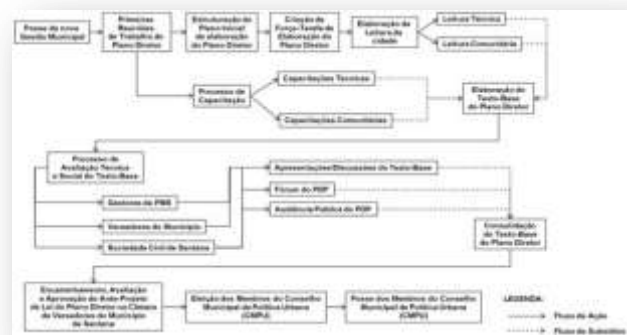 Posse da nova
Gestão Municipal
Primeiras
Reuniões
de Trabalho do
Plano Diretor
Estruturação do
Plano Inicial
de elaboração
do Plano Diretor
Criação da
Força-Tarefa de
Elaboração do
Plano Diretor
Elaboração da
Leitura da
cidade
Leitura Técnica
Leitura Comunitária
Processo de
Capacitação
Capacitações Técnicas
Capacitações Comunitárias
Elaboração do
Texto-Base
do Plano Diretor
Processo de
Avaliação Técnica
e Social do Texto-Base
Gestores da PMS
Vereadores do Município
Sociedade Civil de Santana
Apresentações/Discussões do Texto-Base
Fórum do PDP
Audiência Pública do PDP
Consolidação
do Texto-Base
do Plano Diretor
Encaminhamento, Avaliação
e Aprovação do Ante-Projeto
de Lei do Plano Diretor na Câmara
de Vereadores do Município
de Santana
Eleição dos Membros do Conselho
Municipal de Política Urbana
(CMPU)
Posse dos Membros do Conselho
Municipal de Política Urbana
(CMPU)
LEGENDA:
Fluxo de Ação
Fluxo de Subsídios